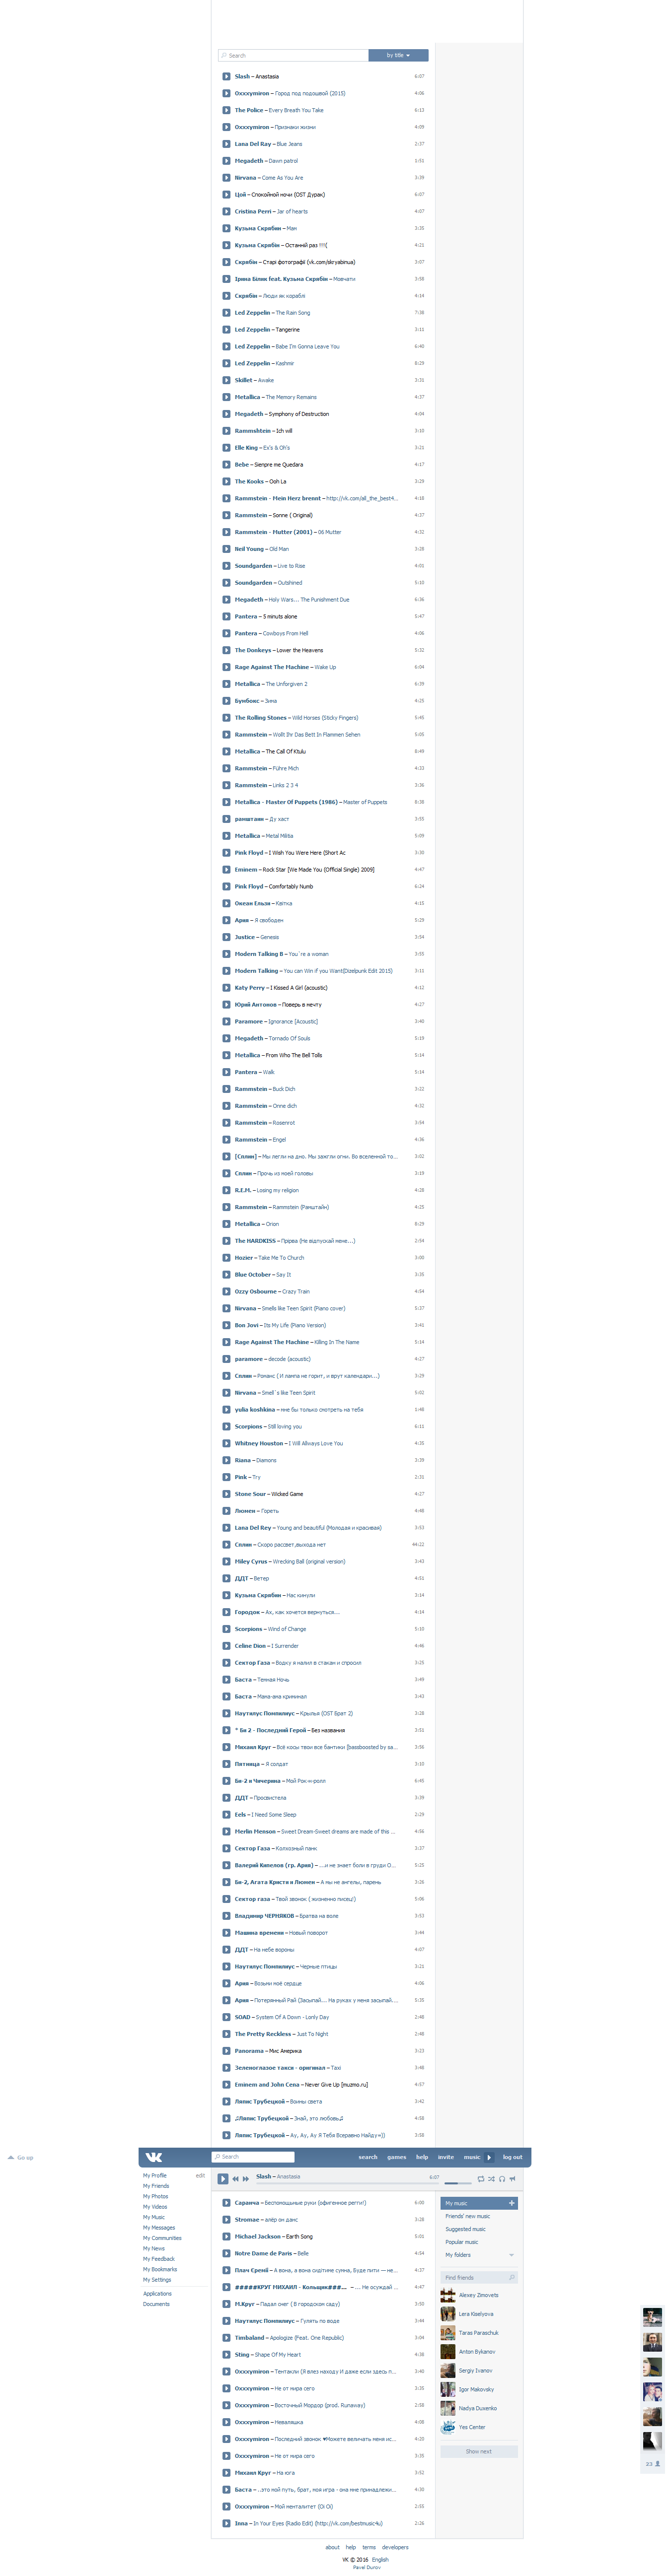 Search
by title
Slash – Anastasia 6:07
Oxxxymiron – Город под подошвой (2015) 4:06
The Police – Every Breath You Take 6:13
Oxxxymiron – Признаки жизни 4:09
Lana Del Ray – Blue Jeans 2:37
Megadeth – Dawn patrol 1:51
Nirvana – Come As You Are 3:39
Цой – Спокойной ночи (OST Дурак) 6:07
Cristina Perri – Jar of hearts 4:07
Кузьма Скрябин – Мам 3:35
Кузьма Скрябін – Останній раз !!!!( 4:21
Скрябін – Старі фотографії (vk.com/skryabinua) 3:07
Ірина Білик feat. Кузьма Скрябін – Мовчати 3:58
Скрябін – Люди як кораблі 4:14
Led Zeppelin – The Rain Song 7:38
Led Zeppelin – Tangerine 3:11
Led Zeppelin – Babe I'm Gonna Leave You 6:40
Led Zeppelin – Kashmir 8:29
Skillet – Awake 3:31
Metallica – The Memory Remains 4:37
Megadeth – Symphony of Destruction 4:04
Rammshtein – Ich will 3:10
Elle King – Ex's & Oh's 3:21
Bebe – Sienpre me Quedara 4:17
The Kooks – Ooh La 3:29
Rammstein - Mein Herz brennt – http://vk.com/all_the_best4... 4:18
Rammstein – Sonne ( Original) 4:37
Rammstein - Mutter (2001) – 06 Mutter 4:32
Neil Young – Old Man 3:28
Soundgarden – Live to Rise 4:01
Soundgarden – Outshined 5:10
Megadeth – Holy Wars... The Punishment Due 6:36
Pantera – 5 minuts alone 5:47
Pantera – Cowboys From Hell 4:06
The Donkeys – Lower the Heavens 5:32
Rage Against The Machine – Wake Up 6:04
Metallica – The Unforgiven 2 6:39
Бумбокс – Зима 4:25
The Rolling Stones – Wild Horses (Sticky Fingers) 5:40
Rammstein – Wollt Ihr Das Bett In Flammen Sehen 5:05
Metallica – The Call Of Ktulu 8:49
Rammstein – Führe Mich 4:33
Rammstein – Links 2 3 4 3:36
Metallica - Master Of Puppets (1986) – Master of Puppets 8:38
рамштаин – Ду хаст 3:55
Metallica – Metal Militia 5:09
Pink Floyd – I Wish You Were Here (Short Ac 3:30
Eminem – Rock Star [We Made You (Official Single) 2009] 4:47
Pink Floyd – Comfortably Numb 6:24
Океан Ельзи – Квітка 4:15
Ария – Я свободен 5:29
Justice – Genesis 3:54
Modern Talking B – You`re a woman 3:55
Modern Talking – You can Win if you Want(Dizelpunk Edit 2015) 3:11
Katy Perry – I Kissed A Girl (acoustic) 4:12
Юрий Антонов – Поверь в мечту 4:27
Paramore – Ignorance [Acoustic] 3:40
Megadeth – Tornado Of Souls 5:19
Metallica – From Who The Bell Tolls 5:14
Pantera – Walk 5:14
Rammstein – Buck Dich 3:22
Rammstein – Onne dich 4:32
Rammstein – Rosenrot 3:54
Rammstein – Engel 4:36
[Сплин] – Мы легли на дно. Мы зажгли огни. Во вселенной то... 3:02
Сплин – Прочь из моей головы 3:19
R.E.M. – Losing my religion 4:28
Rammstein – Rammstein (Рамштайн) 4:25
Metallica – Orion 8:29
The HARDKISS – Прірва (Не відпускай мене...) 2:54
Hozier – Take Me To Church 3:00
Blue October – Say It 3:35
Ozzy Osbourne – Crazy Train 4:54
Nirvana – Smells like Teen Spirit (Piano cover) 5:37
Bon Jovi – Its My Life (Piano Version) 3:41
Rage Against The Machine – Killing In The Name 5:14
paramore – decode (acoustic) 4:27
Сплин – Романс ( И лампа не горит, и врут календари...) 3:29
Nirvana – Smell`s like Teen Spirit 5:02
yulia koshkina – мне бы только смотреть на тебя 1:48
Scorpions – Still loving you 6:11
Whitney Houston – I Will Allways Love You 4:35
Riana – Diamons 3:39
Pink – Try 2:31
Stone Sour – Wicked Game 4:27
Люмен – Гореть 4:48
Lana Del Rey – Young and beautiful (Молодая и красивая) 3:53
Сплин – Скоро рассвет,выхода нет 44:22
Miley Cyrus – Wrecking Ball (original version) 3:43
ДДТ – Ветер 4:51
Кузьма Скрябин – Нас кинули 3:14
Городок – Ах, как хочется вернуться... 4:14
Scorpions – Wind of Change 5:10
Celine Dion – I Surrender 4:46
Сектор Газа – Водку я налил в стакан и спросил 3:25
Баста – Темная Ночь 3:49
Баста – Мама-ама криминал 3:43
Наутилус Помпилиус – Крылья (OST Брат 2) 3:28
* Би 2 - Последний Герой – Без названия 3:51
Михаил Круг – Всё косы твои все бантики [bassboosted by sa... 3:56
Пятница – Я солдат 3:10
Би-2 и Чичерина – Мой Рок-н-ролл 6:40
ДДТ – Просвистела 3:39
Eels – I Need Some Sleep 2:29
Merlin Menson – Sweet Dream-Sweet dreams are made of this ... 4:56
Сектор Газа – Колхозный панк 3:37
Валерий Кипелов (гр. Ария) – ...и не знает боли в груди О... 5:25
Би-2, Агата Кристи и Люмен – А мы не ангелы, парень 3:26
Сектор газа – Твой звонок ( жизненно писец!) 5:06
Владимир ЧЕРНЯКОВ – Братва на воле 3:53
Машина времени – Новый поворот 3:44
ДДТ – На небе вороны 4:07
Наутилус Помпилиус – Черные птицы 3:21
Ария – Возьми моё сердце 4:06
Ария – Потерянный Рай (Засыпай... На руках у меня засыпай... 5:35
SOAD – System Of A Down - Lonly Day 2:48
The Pretty Reckless – Just To Night 2:48
Panorama – Мис Америка 3:23
Зеленоглазое такси - оригинал – Taxi 3:48
Eminem and John Cena – Never Give Up [muzmo.ru] 4:57
Ляпис Трубецкой – Воины света 3:42
♫Ляпис Трубецкой – Знай, это любовь♫ 4:58
Ляпис Трубецкой – Ау, Ау, Ау Я Тебя Всеравно Найду=)) 3:58
Go up
Search
search games help invite music log out
My Profile edit
My Friends
My Photos
My Videos
My Music
My Messages
My Communities
My News
My Feedback
My Bookmarks
My Settings
Applications
Documents
Slash – Anastasia 6:07
Саранча – Беспомощьные руки (офигенное регги!) 6:00
Stromae – алёр он данс 3:28
Michael Jackson – Earth Song 5:01
Notre Dame de Paris – Belle 4:34
Плач Єремії – А вона, а вона сидітиме сумна, Буде пити — не... 4:37
#####КРУГ МИХАИЛ - Кольщик###... – ... Не осуждай ... 4:47
М.Круг – Падал снег ( В городском саду) 3:50
Наутилус Помпилиус – Гулять по воде 3:44
Timbaland – Apologize (Feat. One Republic) 3:04
Sting – Shape Of My Heart 4:38
Oxxxymiron – Тентакли (Я влез находу И даже если здесь п... 3:40
Oxxxymiron – Не от мира сего 3:35
Oxxxymiron – Восточный Мордор (prod. Runaway) 2:58
Oxxxymiron – Неваляшка 4:08
Oxxxymiron – Последний звонок ♥Можете величать меня ис... 4:20
Oxxxymiron – Не от мира сего 3:35
Михаил Круг – На юга 3:52
Баста – ..это мой путь, брат, моя игра - она мне принадлежи... 4:30
Oxxxymiron – Мой менталитет (Oi Oi) 2:55
Inna – In Your Eyes (Radio Edit) (http://vk.com/bestmusic4u) 2:26
My music
Friends' new music
Suggested music
Popular music
My folders
Find friends
Alexey Zimovets
Lera Kiselyova
Taras Paraschuk
Anton Bykanov
Sergiy Ivanov
Igor Makovsky
Nadya Duxenko
Yes Center
Show next
23
about help terms developers
VK © 2016 English
Pavel Durov